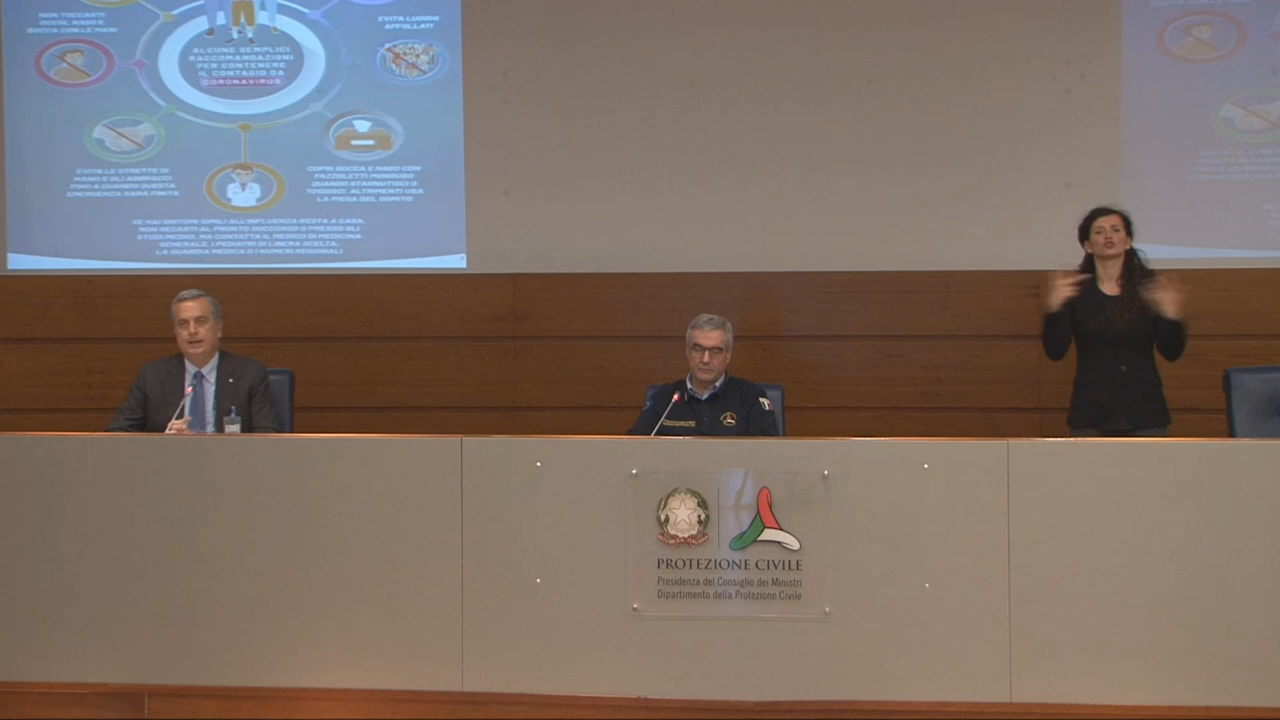 NON TOCCARTI
OCCHI, NASO E
BOCCA CON LE MANI
EVITA LUOGHI
AFFOLLATI
ALCUNE SEMPLICI
RACCOMANDAZIONI
PER CONTENERE
IL CONTAGIO DA
CORONAVIRUS
EVITA LE STRETTE DI
MANO E GLI ABBRACCI
FINO A QUANDO QUESTA
EMERGENZA SARÀ FINITA
COPRI BOCCA E NASO CON
FAZZOLETTI MONOUSO
QUANDO STARNUTISCI O
TOSSISCI, ALTRIMENTI USA
LA PIEGA DEL GOMITO
SE HAI SINTOMI SIMILI ALL'INFLUENZA RESTA A CASA,
NON RECARTI AL PRONTO SOCCORSO O PRESSO GLI
STUDI MEDICI, MA CONTATTA IL MEDICO DI MEDICINA
GENERALE, I PEDIATRI DI LIBERA SCELTA,
LA GUARDIA MEDICA O I NUMERI REGIONALI
PROTEZIONE CIVILE
Presidenza del Consiglio dei Ministri
Dipartimento della Protezione Civile